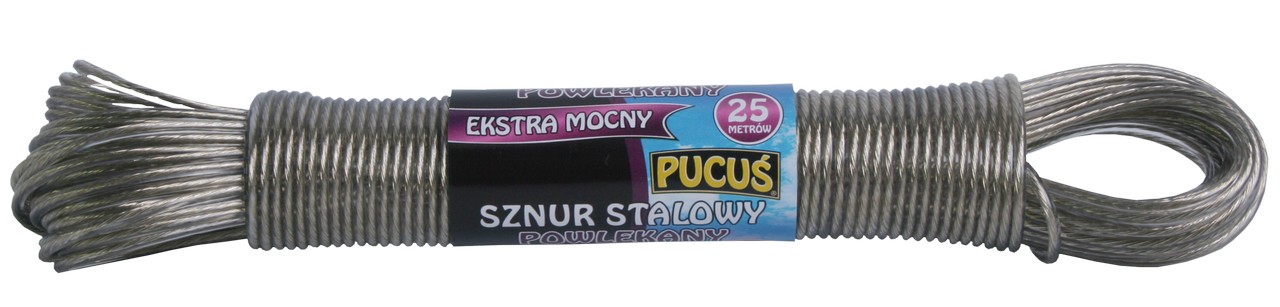 POWLEKANY
EKSTRA MOCNY
25
METRÓW
PUCUŚ®
SZNUR STALOWY
POWLEKANY